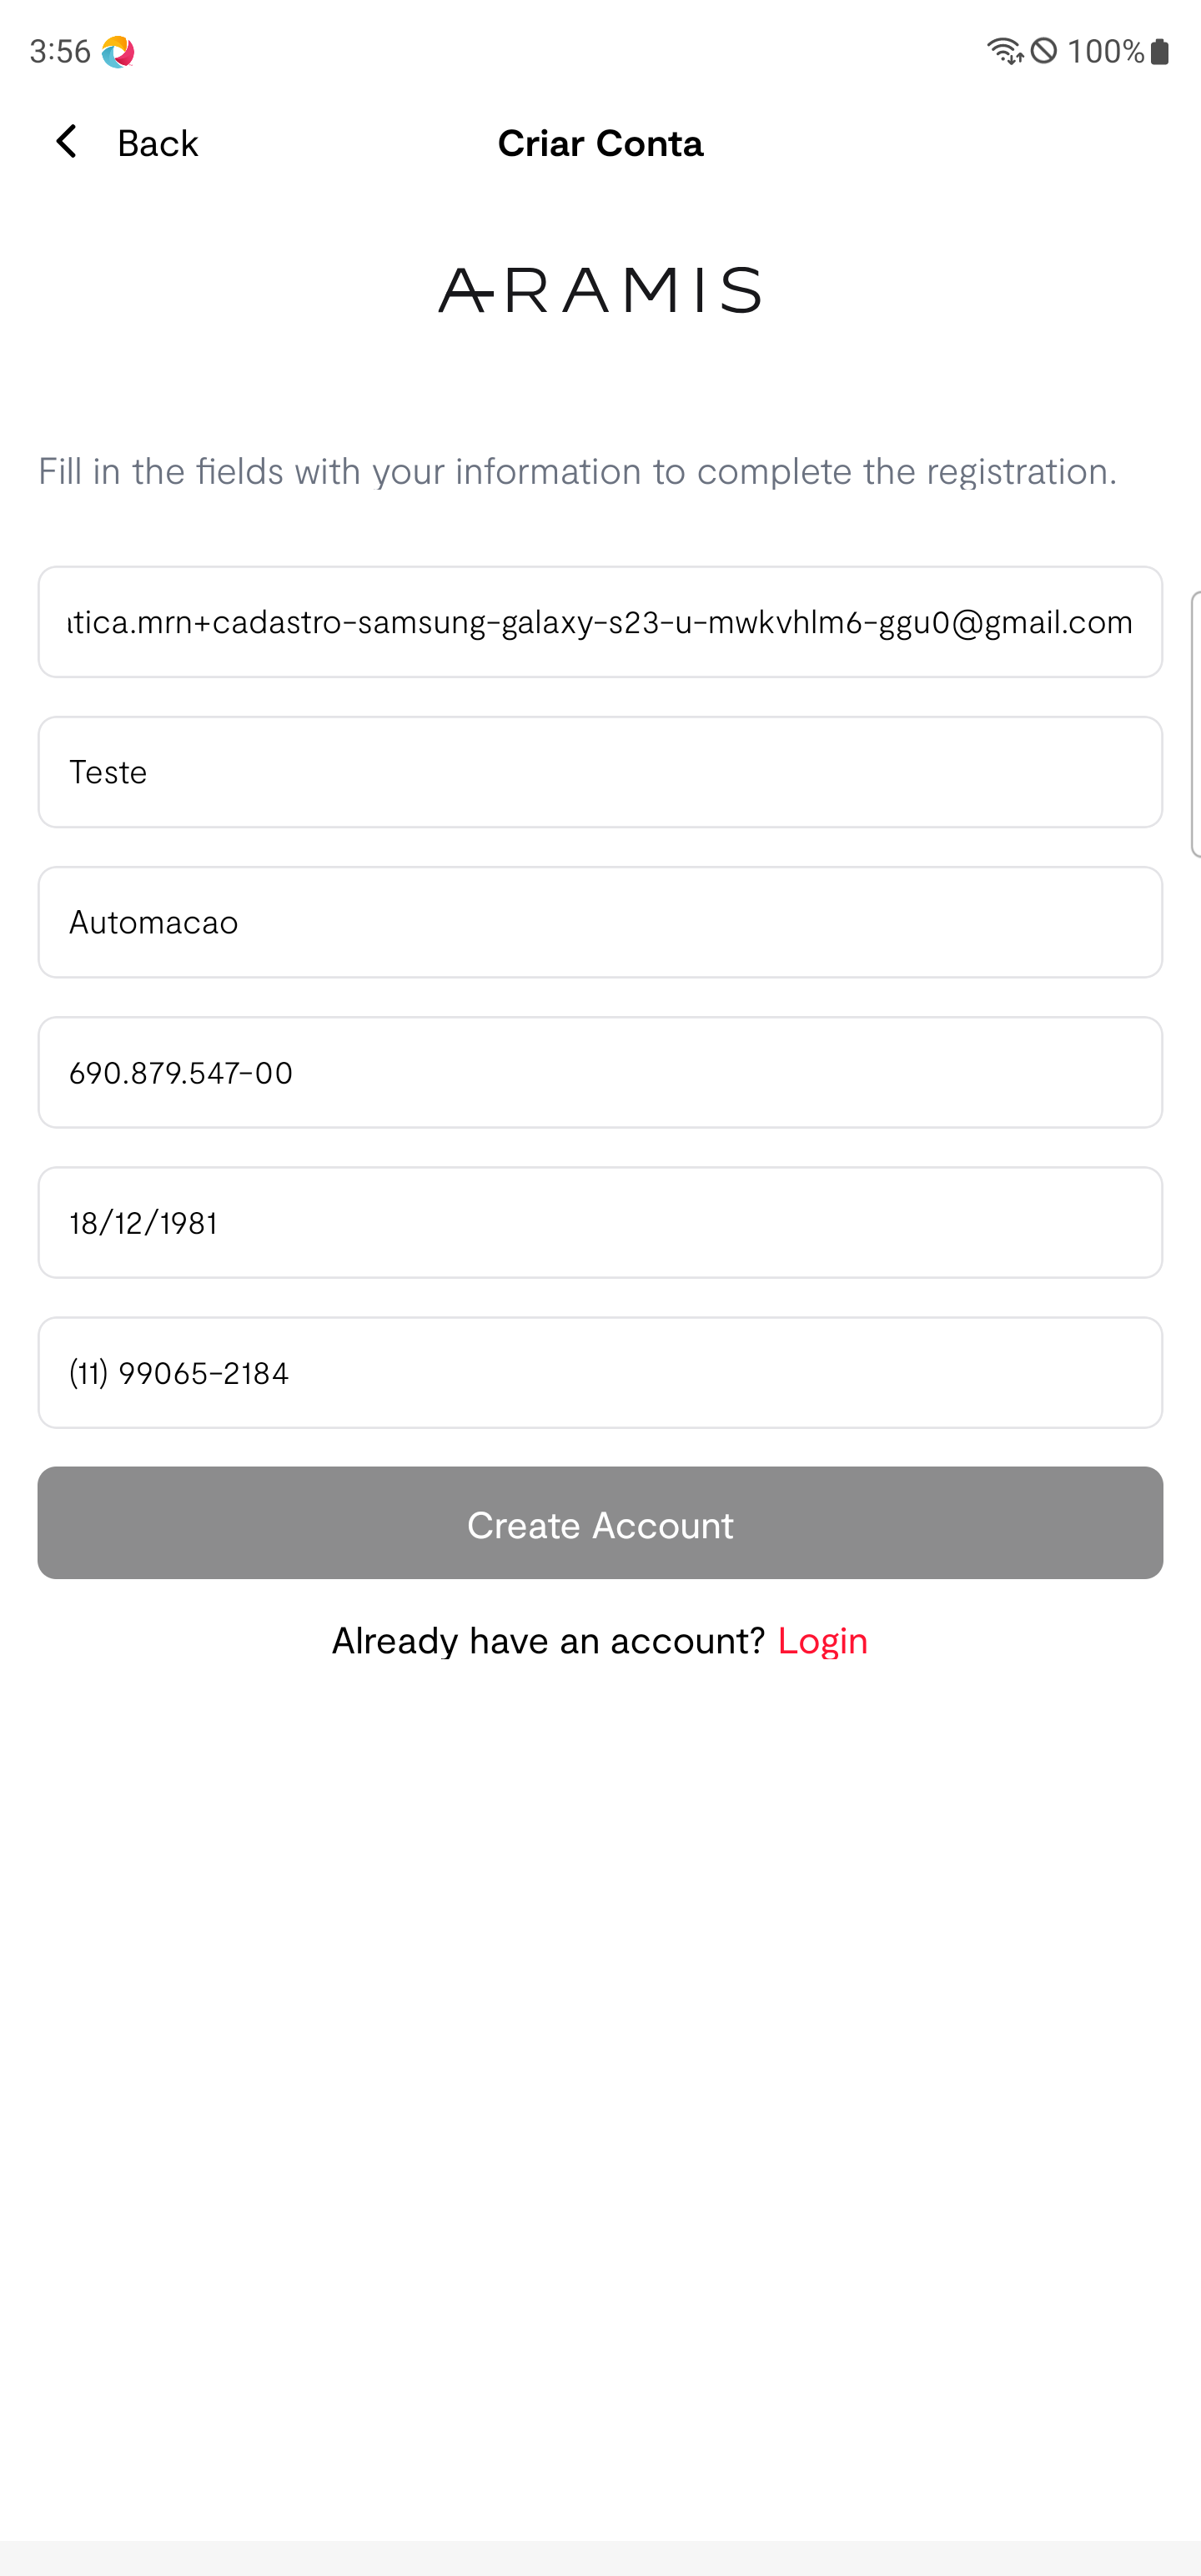 3:56
100%
Back
Criar Conta
ARAMIS
Fill in the fields with your information to complete the registration.
tica.mrn+cadastro-samsung-galaxy-s23-u-mwkvhlm6-ggu0@gmail.com
Teste
Automacao
690.879.547-00
18/12/1981
(11) 99065-2184
Create Account
Already have an account? Login